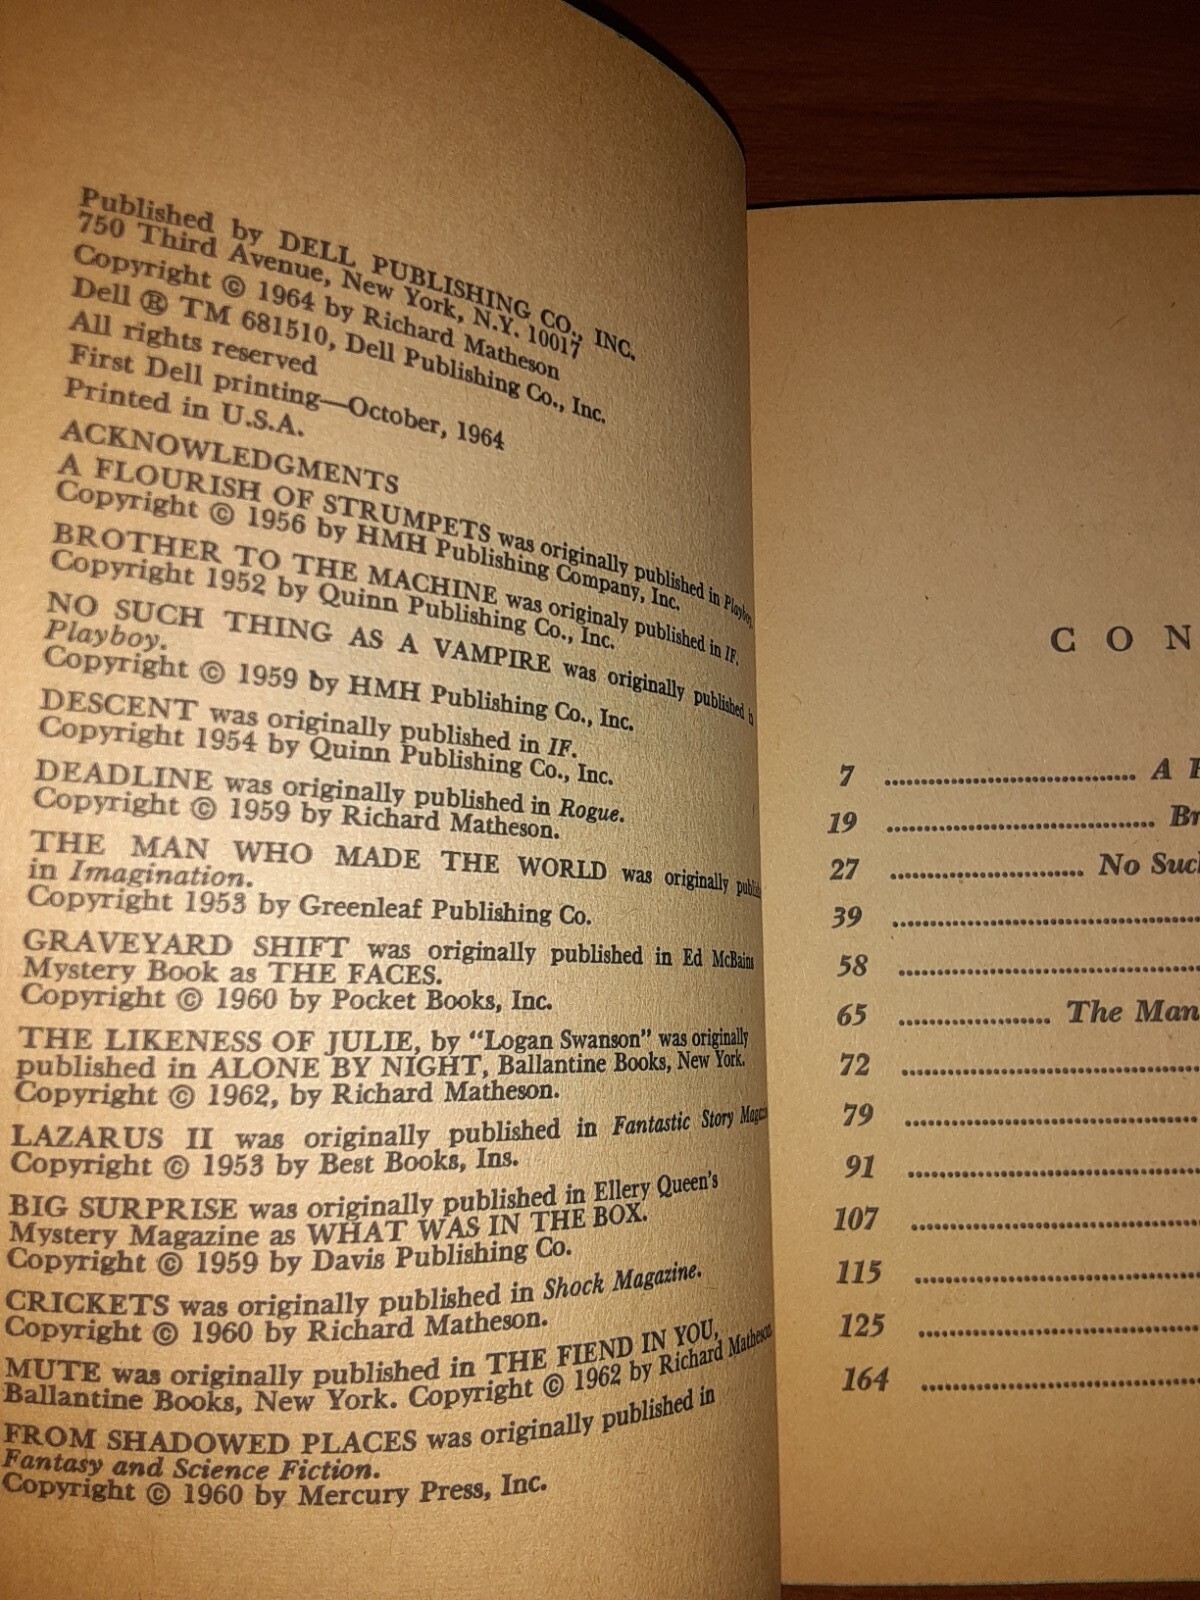 Published by DELL PUBLISHING CO., INC.
750 Third Avenue, New York, N.Y. 10017
Copyright © 1964 by Richard Matheson
Dell ® TM 681510, Dell Publishing Co., Inc.
All rights reserved
First Dell printing—October, 1964
Printed in U.S.A.
ACKNOWLEDGMENTS
A FLOURISH OF STRUMPETS was originally published in Playboy.
Copyright © 1956 by HMH Publishing Company, Inc.
BROTHER TO THE MACHINE was originaly published in IF.
Copyright 1952 by Quinn Publishing Co., Inc.
NO SUCH THING AS A VAMPIRE was originally published in
Playboy.
Copyright © 1959 by HMH Publishing Co., Inc.
DESCENT was originally published in IF.
Copyright 1954 by Quinn Publishing Co., Inc.
DEADLINE was originally published in Rogue.
Copyright © 1959 by Richard Matheson.
THE MAN WHO MADE THE WORLD was originally
in Imagination.
Copyright 1953 by Greenleaf Publishing Co.
GRAVEYARD SHIFT was originally published in Ed McBains
Mystery Book as THE FACES.
Copyright © 1960 by Pocket Books, Inc.
THE LIKENESS OF JULIE, by "Logan Swanson" was originally
published in ALONE BY NIGHT, Ballantine Books, New York.
Copyright © 1962, by Richard Matheson.
LAZARUS II was originally published in Fantastic Story
Copyright © 1953 by Best Books, Ins.
BIG SURPRISE was originally published in Ellery Queen's
Mystery Magazine as WHAT WAS IN THE BOX.
Copyright © 1959 by Davis Publishing Co.
CRICKETS was originally published in Shock Magazine.
Copyright © 1960 by Richard Matheson.
MUTE was originally published in THE FIEND IN YOU,
Ballantine Books, New York. Copyright © 1962 by Richard Matheson
FROM SHADOWED PLACES was originally published in
Fantasy and Science Fiction.
Copyright © 1960 by Mercury Press, Inc.
C O N
7 .............................. A
19 .............................. Br
27 ...................... No Such
39 ..............................
58 ..............................
65 ................. The Man
72 ..............................
79 ..............................
91 ..............................
107 ..............................
115 ..............................
125 ..............................
164 ..............................